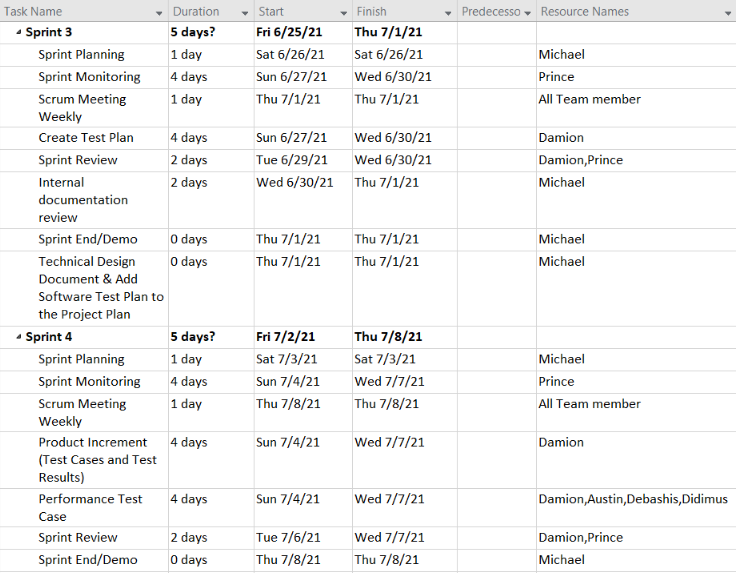 Task Name Duration Start Finish Predecesso Resource Names
Sprint 3 5 days? Fri 6/25/21 Thu 7/1/21
Sprint Planning 1 day Sat 6/26/21 Sat 6/26/21 Michael
Sprint Monitoring 4 days Sun 6/27/21 Wed 6/30/21 Prince
Scrum Meeting 1 day Thu 7/1/21 Thu 7/1/21 All Team member
Weekly
Create Test Plan 4 days Sun 6/27/21 Wed 6/30/21 Damion
Sprint Review 2 days Tue 6/29/21 Wed 6/30/21 Damion,Prince
Internal 2 days Wed 6/30/21 Thu 7/1/21 Michael
documentation
review
Sprint End/Demo 0 days Thu 7/1/21 Thu 7/1/21 Michael
Technical Design 0 days Thu 7/1/21 Thu 7/1/21 Michael
Document & Add
Software Test Plan to
the Project Plan
Sprint 4 5 days? Fri 7/2/21 Thu 7/8/21
Sprint Planning 1 day Sat 7/3/21 Sat 7/3/21 Michael
Sprint Monitoring 4 days Sun 7/4/21 Wed 7/7/21 Prince
Scrum Meeting 1 day Thu 7/8/21 Thu 7/8/21 All Team member
Weekly
Product Increment 4 days Sun 7/4/21 Wed 7/7/21 Damion
(Test Cases and Test
Results)
Performance Test 4 days Sun 7/4/21 Wed 7/7/21 Damion,Austin,Debashis,Didimus
Case
Sprint Review 2 days Tue 7/6/21 Wed 7/7/21 Damion,Prince
Sprint End/Demo 0 days Thu 7/8/21 Thu 7/8/21 Michael